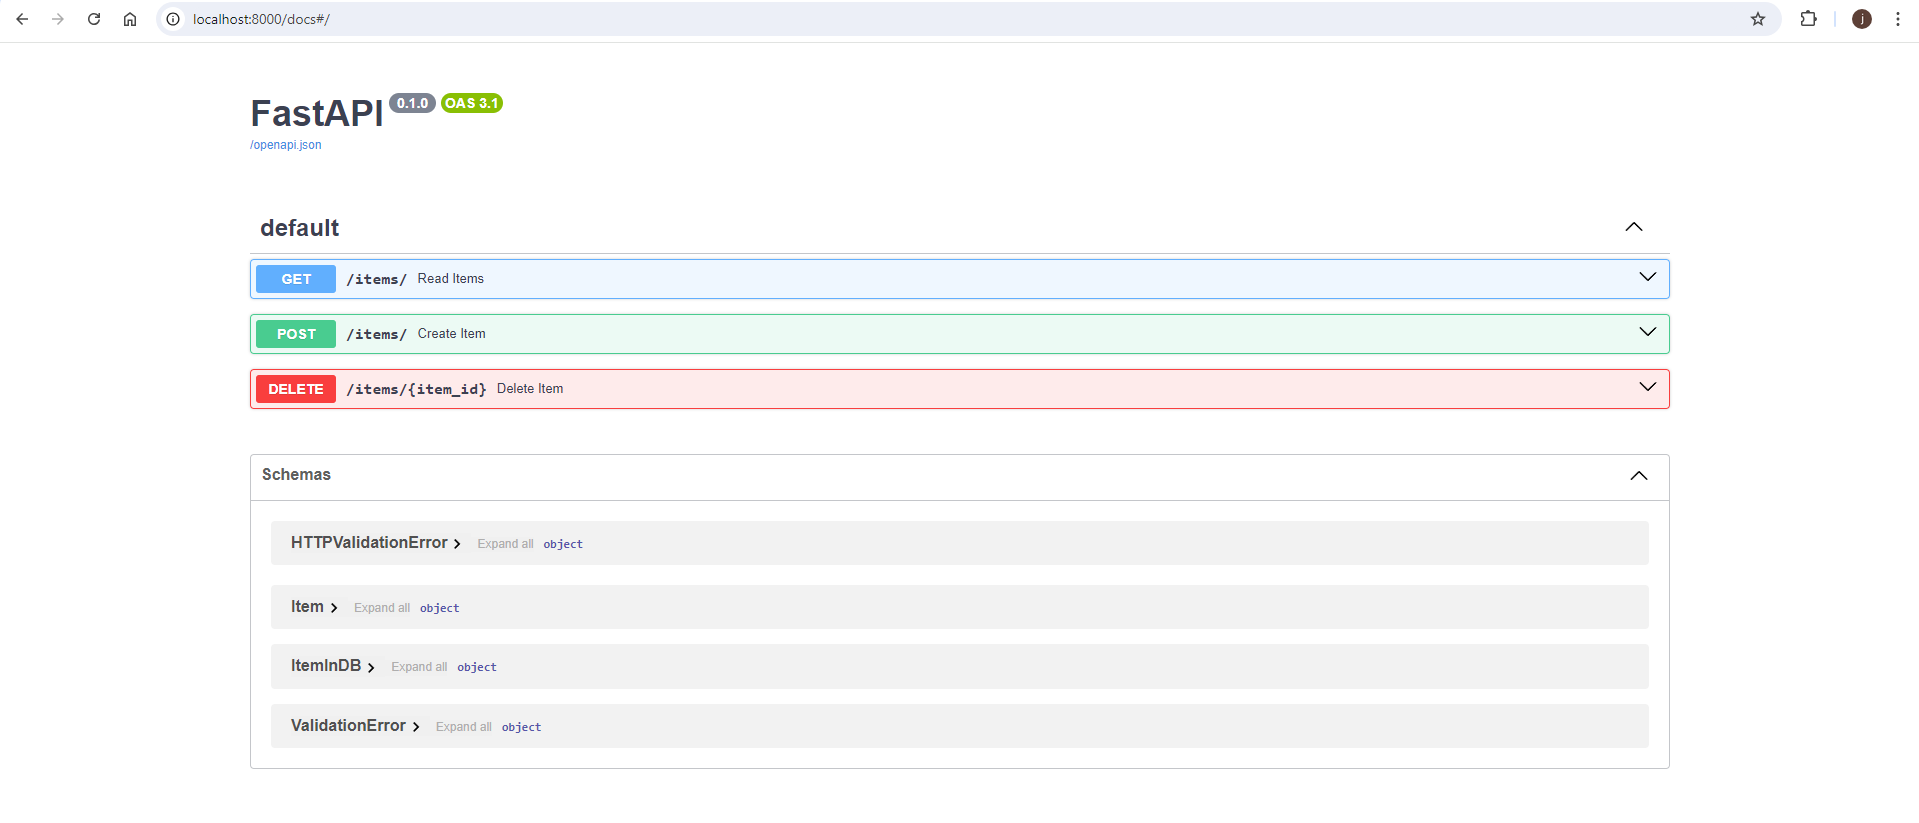 localhost:8000/docs#/
j
FastAPI 0.1.0 OAS 3.1
/openapi.json
default
GET /items/ Read Items
POST /items/ Create Item
DELETE /items/{item_id} Delete Item
Schemas
HTTPValidationError Expand all object
Item Expand all object
ItemInDB Expand all object
ValidationError Expand all object